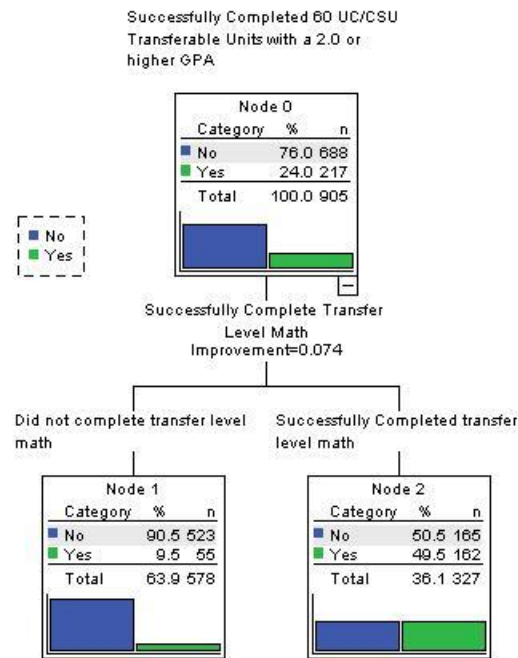 Successfully Completed 60 UC/CSU
Transferable Units with a 2.0 or
higher GPA
Node 0
Category % n
No 76.0 688
Yes 24.0 217
Total 100.0 905
No
Yes
Successfully Complete Transfer
Level Math
Improvement=0.074
Did not complete transfer level
math
Successfully Completed transfer
level math
Node 1
Category % n
No 90.5 523
Yes 9.5 55
Total 63.9 578
Node 2
Category % n
No 50.5 165
Yes 49.5 162
Total 36.1 327